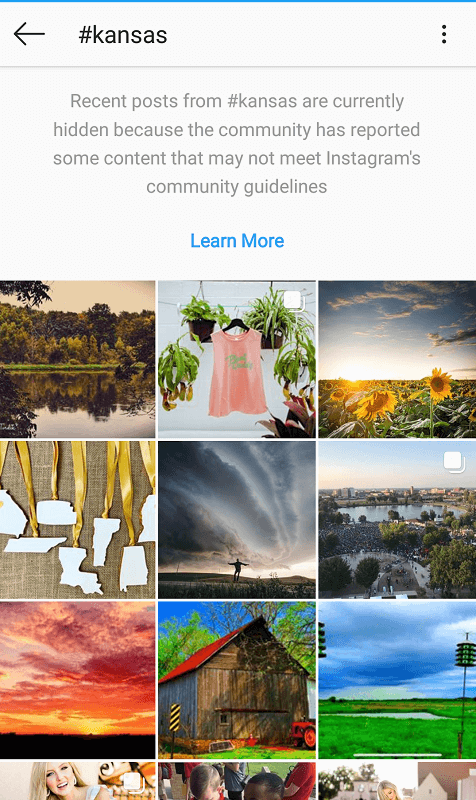 #kansas
Recent posts from #kansas are currently
hidden because the community has reported
some content that may not meet Instagram's
community guidelines
Learn More